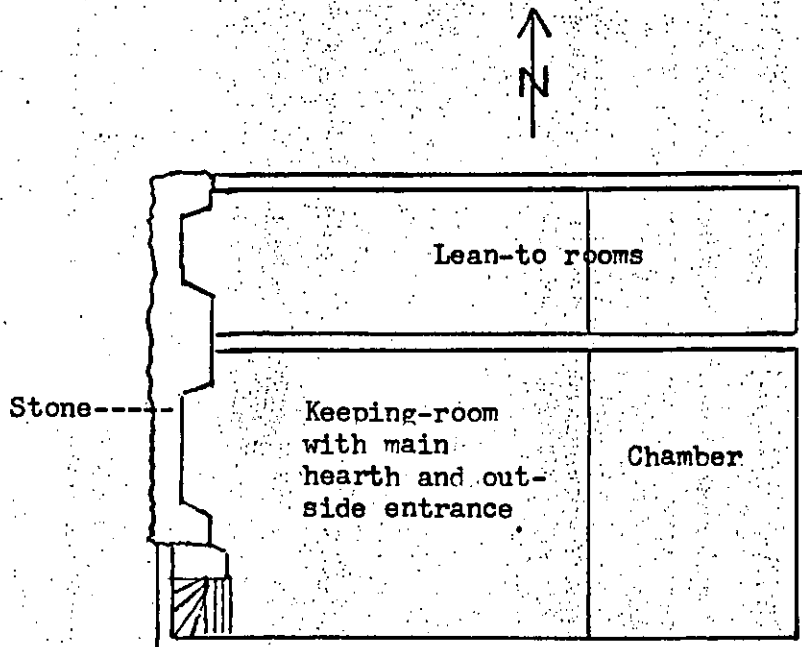 N
Lean-to rooms
Stone------
Keeping-room
with main
hearth and out-
side entrance
Chamber